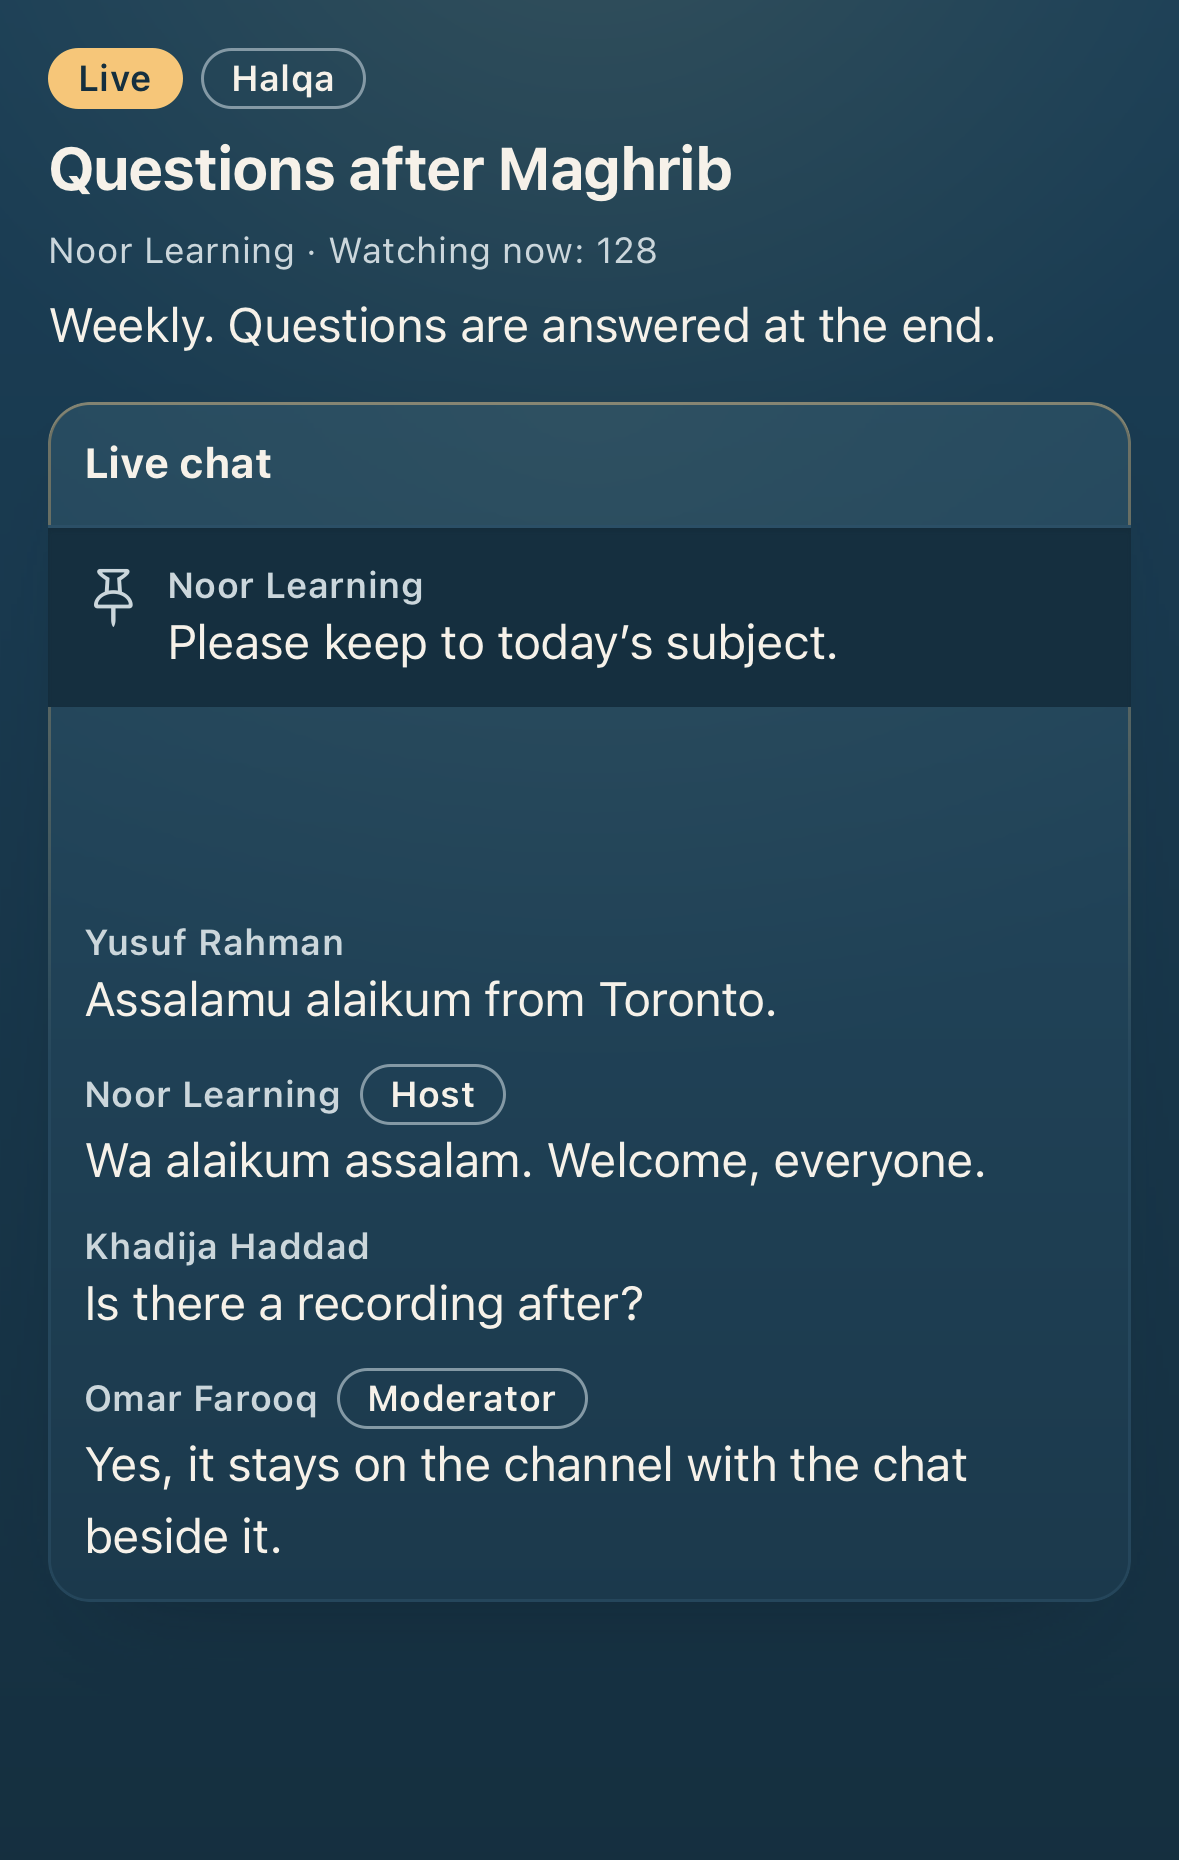 Live
Halqa
Questions after Maghrib
Noor Learning · Watching now: 128
Weekly. Questions are answered at the end.
Live chat
Noor Learning
Please keep to today’s subject.
Yusuf Rahman
Assalamu alaikum from Toronto.
Noor Learning Host
Wa alaikum assalam. Welcome, everyone.
Khadija Haddad
Is there a recording after?
Omar Farooq Moderator
Yes, it stays on the channel with the chat
beside it.